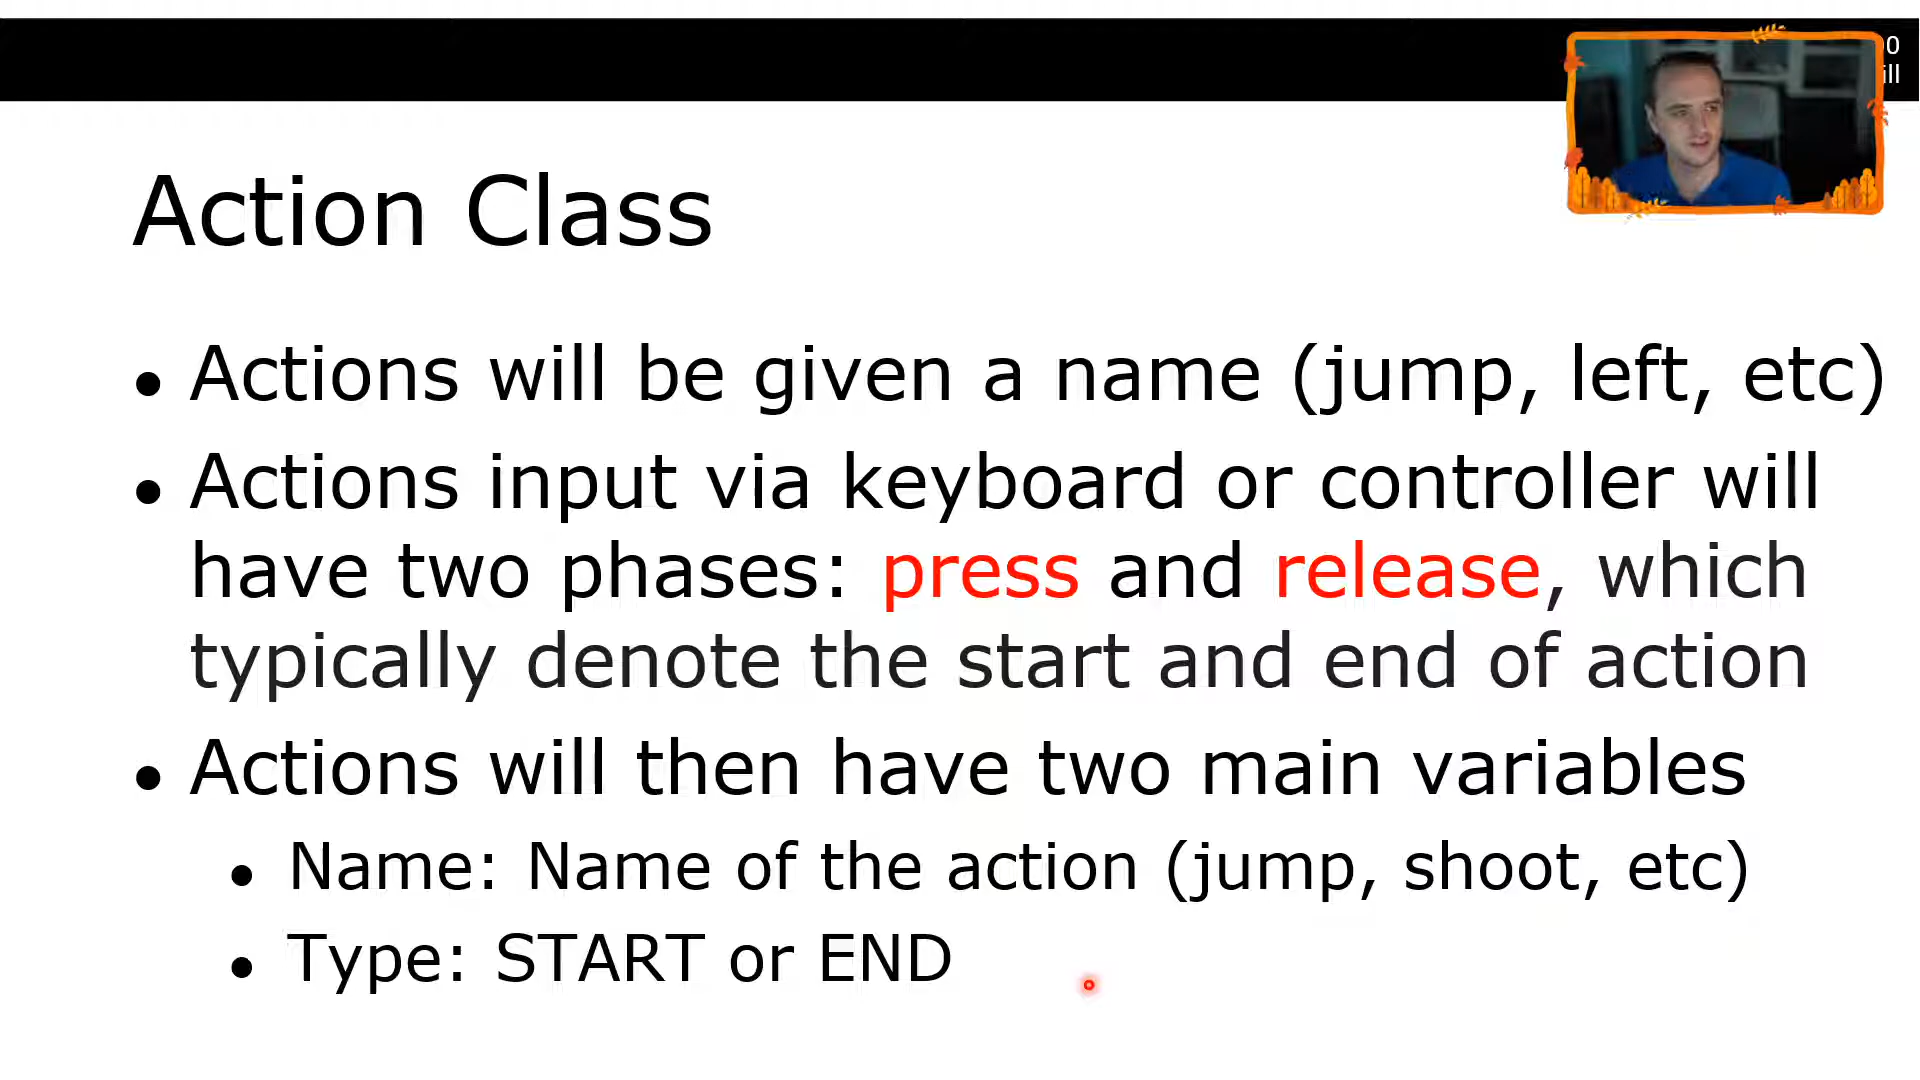 Action Class
• Actions will be given a name (jump, left, etc)
• Actions input via keyboard or controller will
have two phases: press and release, which
typically denote the start and end of action
• Actions will then have two main variables
• Name: Name of the action (jump, shoot, etc)
• Type: START or END